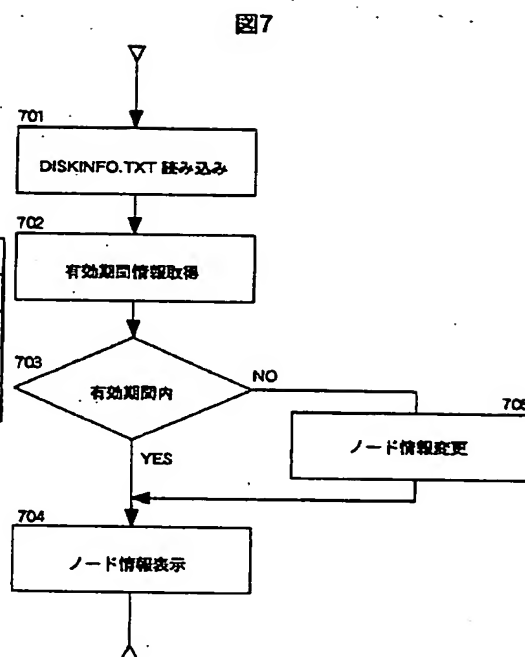 図7
701
DISKINFO.TXT 読み込み
702
有効期間情報取得
703
有効期間内
NO
YES
705
ノード情報変更
704
ノード情報表示